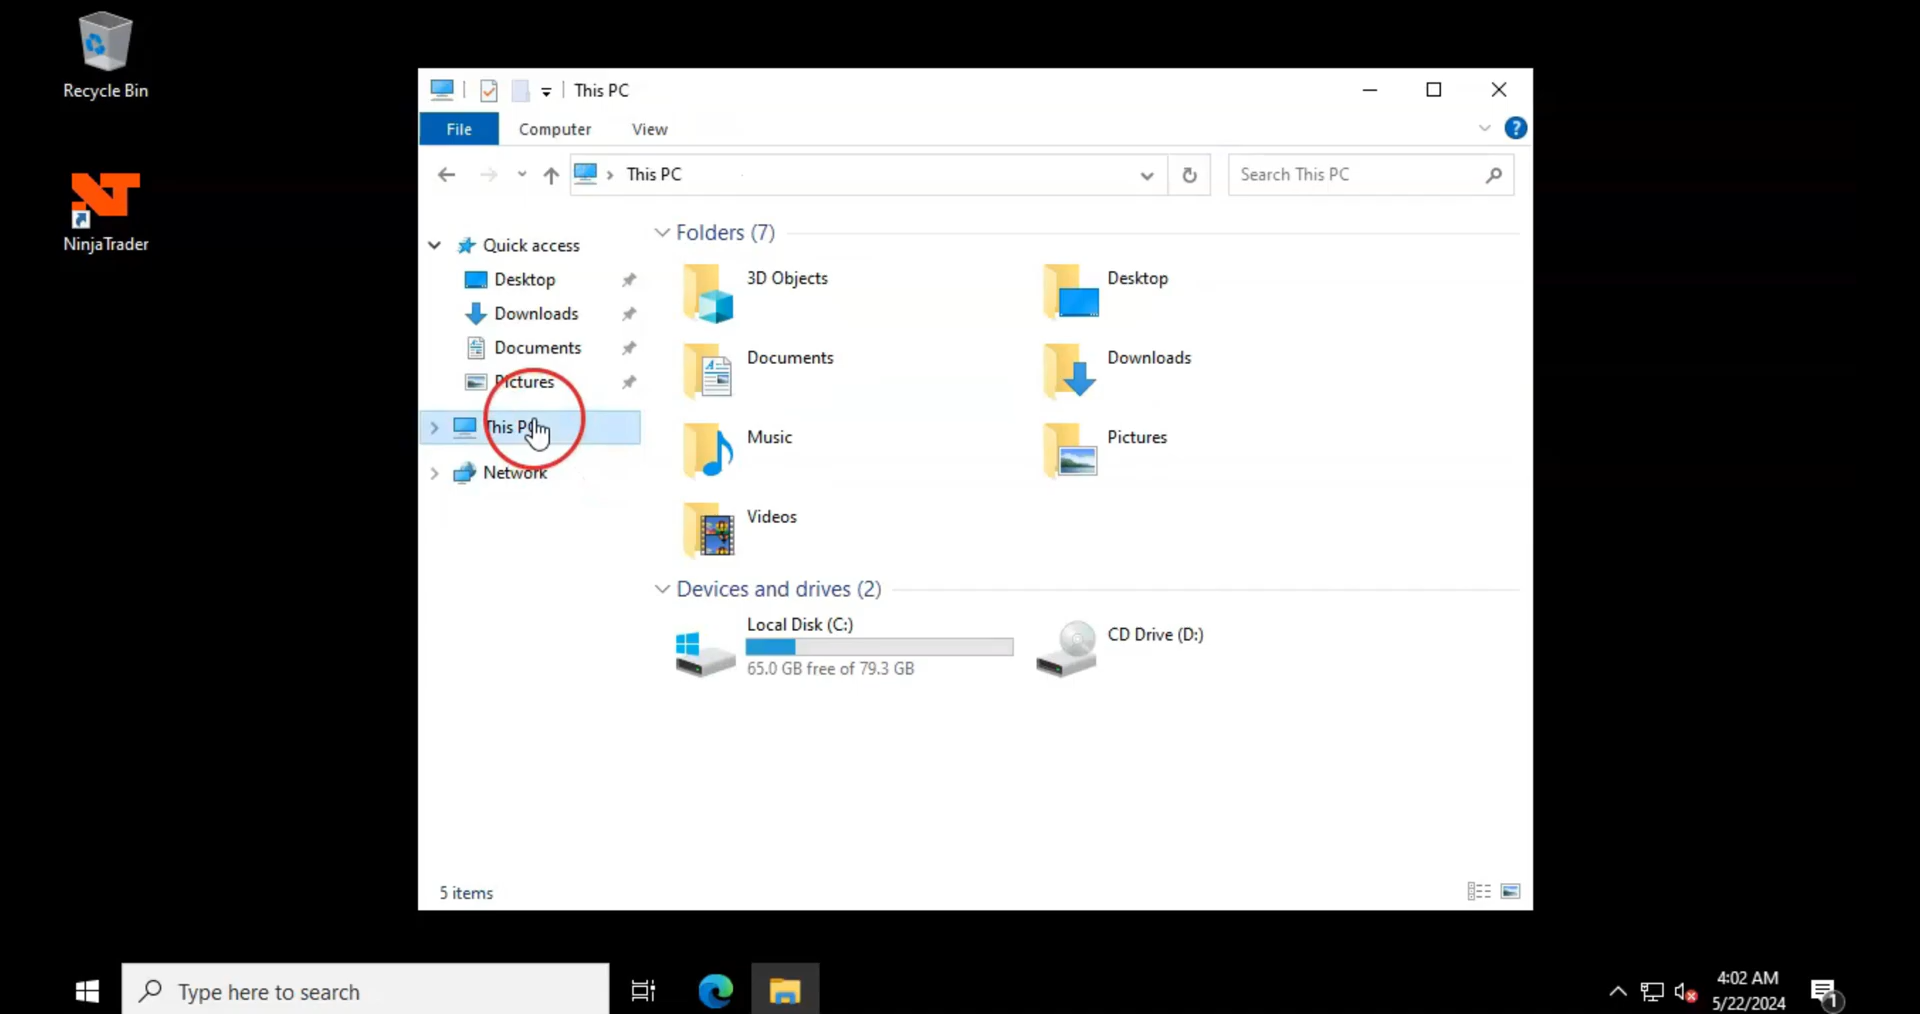 Recycle Bin
NT
NinjaTrader
This PC
File Computer View
This PC
Search This PC
Quick access
Desktop
Downloads
Documents
Pictures
This PC
Network
Folders (7)
3D Objects
Desktop
Documents
Downloads
Music
Pictures
Videos
Devices and drives (2)
Local Disk (C:)
65.0 GB free of 79.3 GB
CD Drive (D:)
5 items
Type here to search
4:02 AM
5/22/2024
1